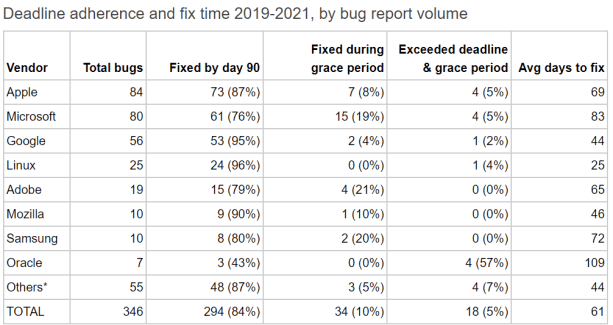 Deadline adherence and fix time 2019-2021, by bug report volume
Vendor Total bugs Fixed by day 90 Fixed during grace period Exceeded deadline & grace period Avg days to fix
Apple 84 73 (87%) 7 (8%) 4 (5%) 69
Microsoft 80 61 (76%) 15 (19%) 4 (5%) 83
Google 56 53 (95%) 2 (4%) 1 (2%) 44
Linux 25 24 (96%) 0 (0%) 1 (4%) 25
Adobe 19 15 (79%) 4 (21%) 0 (0%) 65
Mozilla 10 9 (90%) 1 (10%) 0 (0%) 46
Samsung 10 8 (80%) 2 (20%) 0 (0%) 72
Oracle 7 3 (43%) 0 (0%) 4 (57%) 109
Others* 55 48 (87%) 3 (5%) 4 (7%) 44
TOTAL 346 294 (84%) 34 (10%) 18 (5%) 61